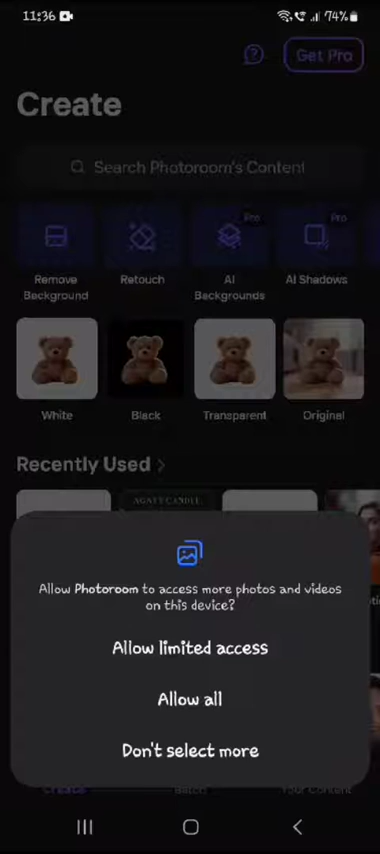 11:36
74%
Get Pro
Create
Search Photoroom's Content
Pro
Pro
Remove Background
Retouch
AI Backgrounds
AI Shadows
White
Black
Transparent
Original
Recently Used >
AGATY CANDLE
Allow Photoroom to access more photos and videos
on this device?
Allow limited access
Allow all
Don't select more
Create
Batch
Your Content